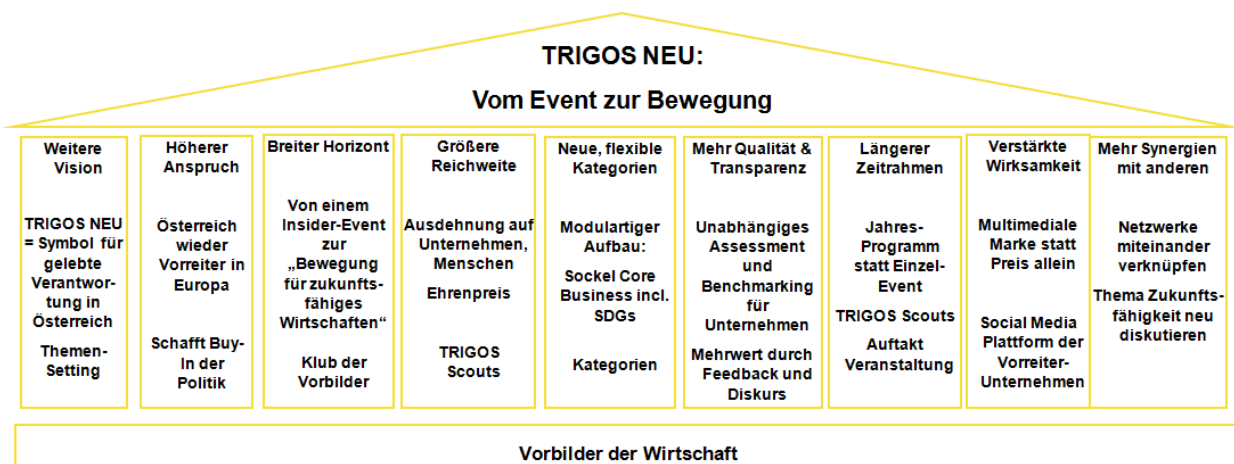 TRIGOS NEU:
Vom Event zur Bewegung
Weitere
Vision
TRIGOS NEU
= Symbol für
gelebte
Verantwor-
tung in
Österreich
Themen-
Setting
Höherer
Anspruch
Österreich
wieder
Vorreiter in
Europa
Schafft Buy-
In der
Politik
Breiter Horizont
Von einem
Insider-Event
zur
„Bewegung
für zukunfts-
fähiges
Wirtschaften“
Klub der
Vorbilder
Größere
Reichweite
Ausdehnung auf
Unternehmen,
Menschen
Ehrenpreis
TRIGOS
Scouts
Neue, flexible
Kategorien
Modulartiger
Aufbau:
Sockel Core
Business incl.
SDGs
Kategorien
Mehr Qualität &
Transparenz
Unabhängiges
Assessment
und
Benchmarking
für
Unternehmen
Mehrwert durch
Feedback und
Diskurs
Längerer
Zeitrahmen
Jahres-
Programm
statt Einzel-
Event
TRIGOS Scouts
Auftakt
Veranstaltung
Verstärkte
Wirksamkeit
Multimediale
Marke statt
Preis allein
Social Media
Plattform der
Vorreiter-
Unternehmen
Mehr Synergien
mit anderen
Netzwerke
miteinander
verknüpfen
Thema Zukunfts-
fähigkeit neu
diskutieren
Vorbilder der Wirtschaft